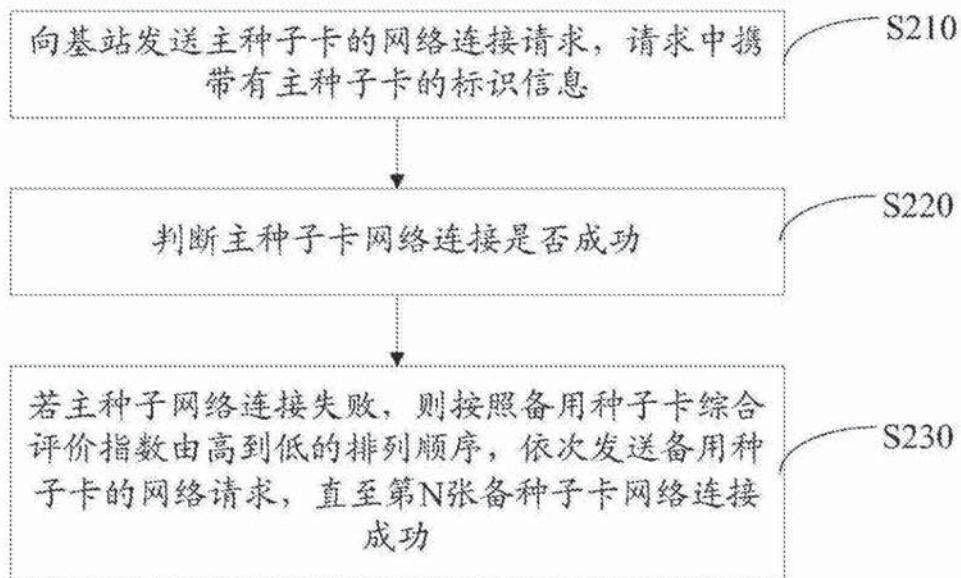 向基站发送主种子卡的网络连接请求，请求中携
带有主种子卡的标识信息
S210
判断主种子卡网络连接是否成功
S220
若主种子网络连接失败，则按照备用种子卡综合
评价指数由高到低的排列顺序，依次发送备用种
子卡的网络请求，直至第N张备种子卡网络连接
成功
S230